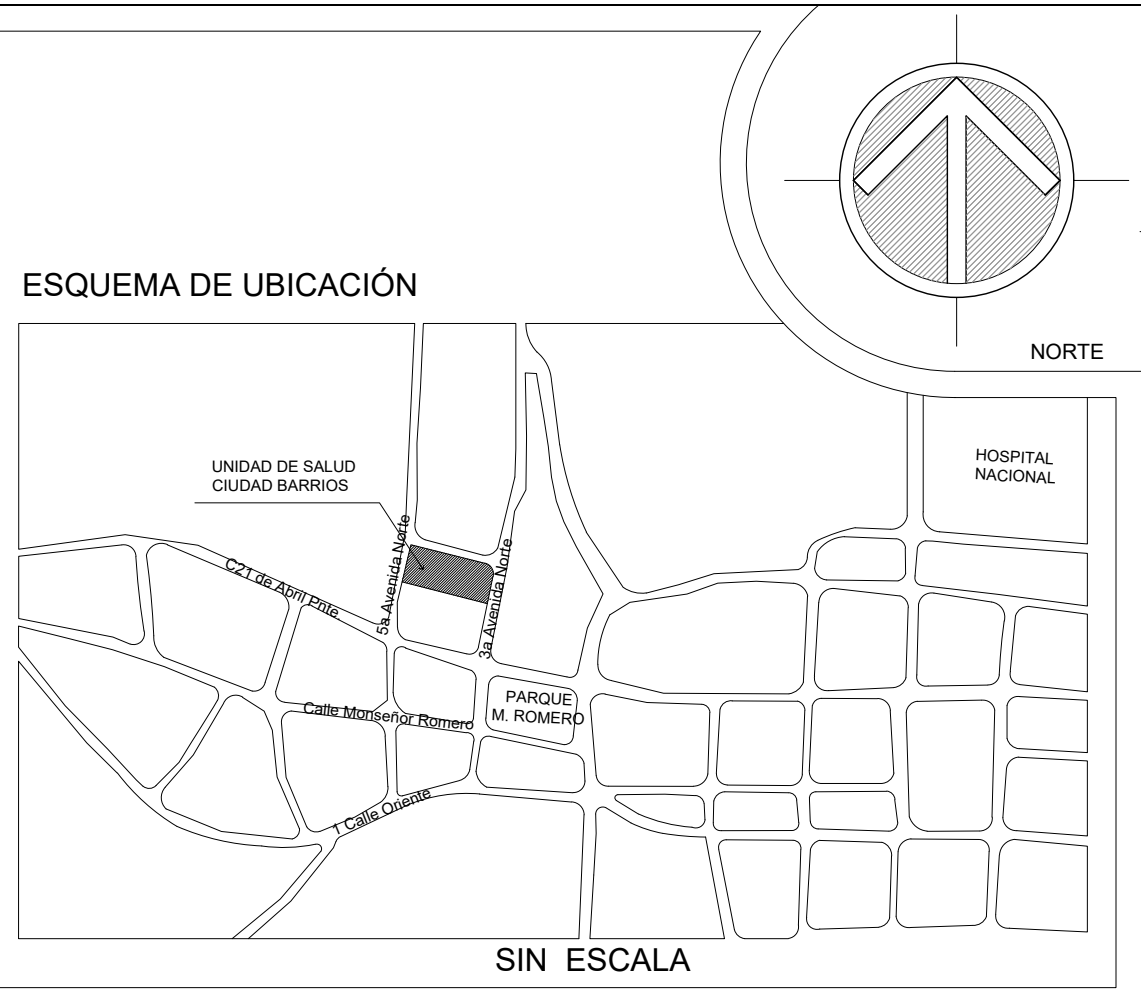 NORTE
ESQUEMA DE UBICACIÓN
HOSPITAL
NACIONAL
UNIDAD DE SALUD
CIUDAD BARRIOS
5a Avenida Norte
3a Avenida Norte
C21 de Abril Pnte.
PARQUE
M. ROMERO
Calle Monseñor Romero
1 Calle Oriente
SIN ESCALA